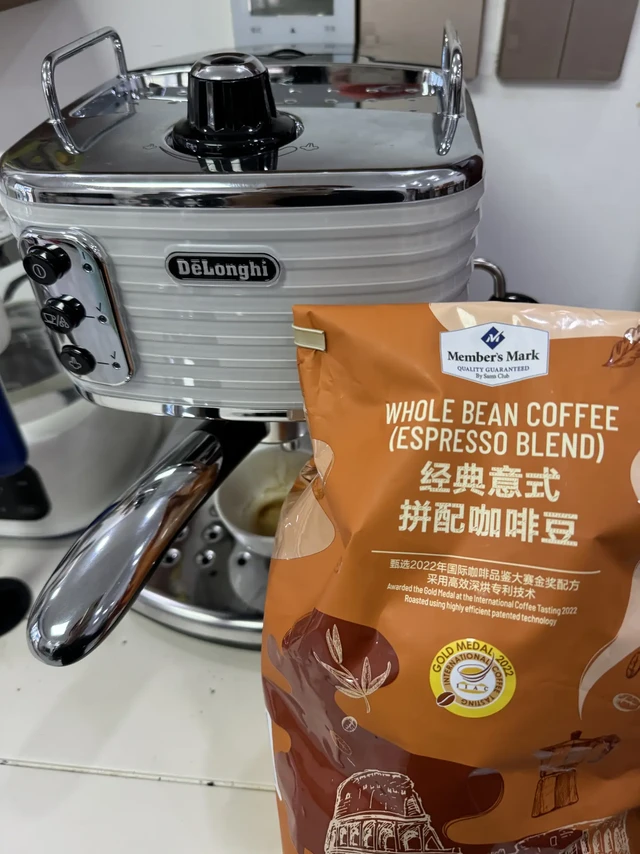 DeLonghi
Member's Mark
QUALITY GUARANTEED
By Sam's Club
WHOLE BEAN COFFEE
(ESPRESSO BLEND)
经典意式
拼配咖啡豆
甄选2022年国际咖啡品鉴大赛金奖配方
采用高效深烘专利技术
Awarded the Gold Medal at the International Coffee Tasting 2022
Roasted using highly efficient patented technology
GOLD MEDAL 2022
INTERNATIONAL COFFEE TASTING
IIAC